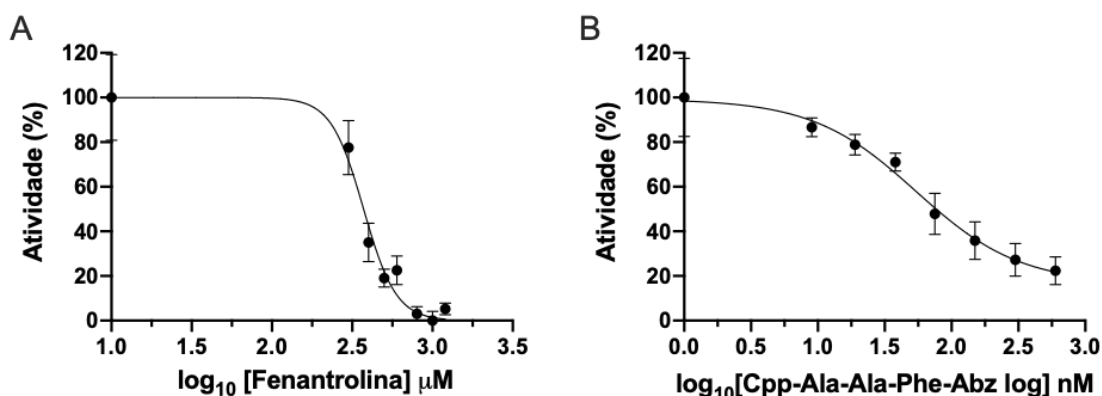 A
Atividade (%)
120
100
80
60
40
20
0
1.0 1.5 2.0 2.5 3.0 3.5
log10 [Fenantrolina] μM
B
Atividade (%)
120
100
80
60
40
20
0
0.0 0.5 1.0 1.5 2.0 2.5 3.0
log10[Cpp-Ala-Ala-Phe-Abz log] nM